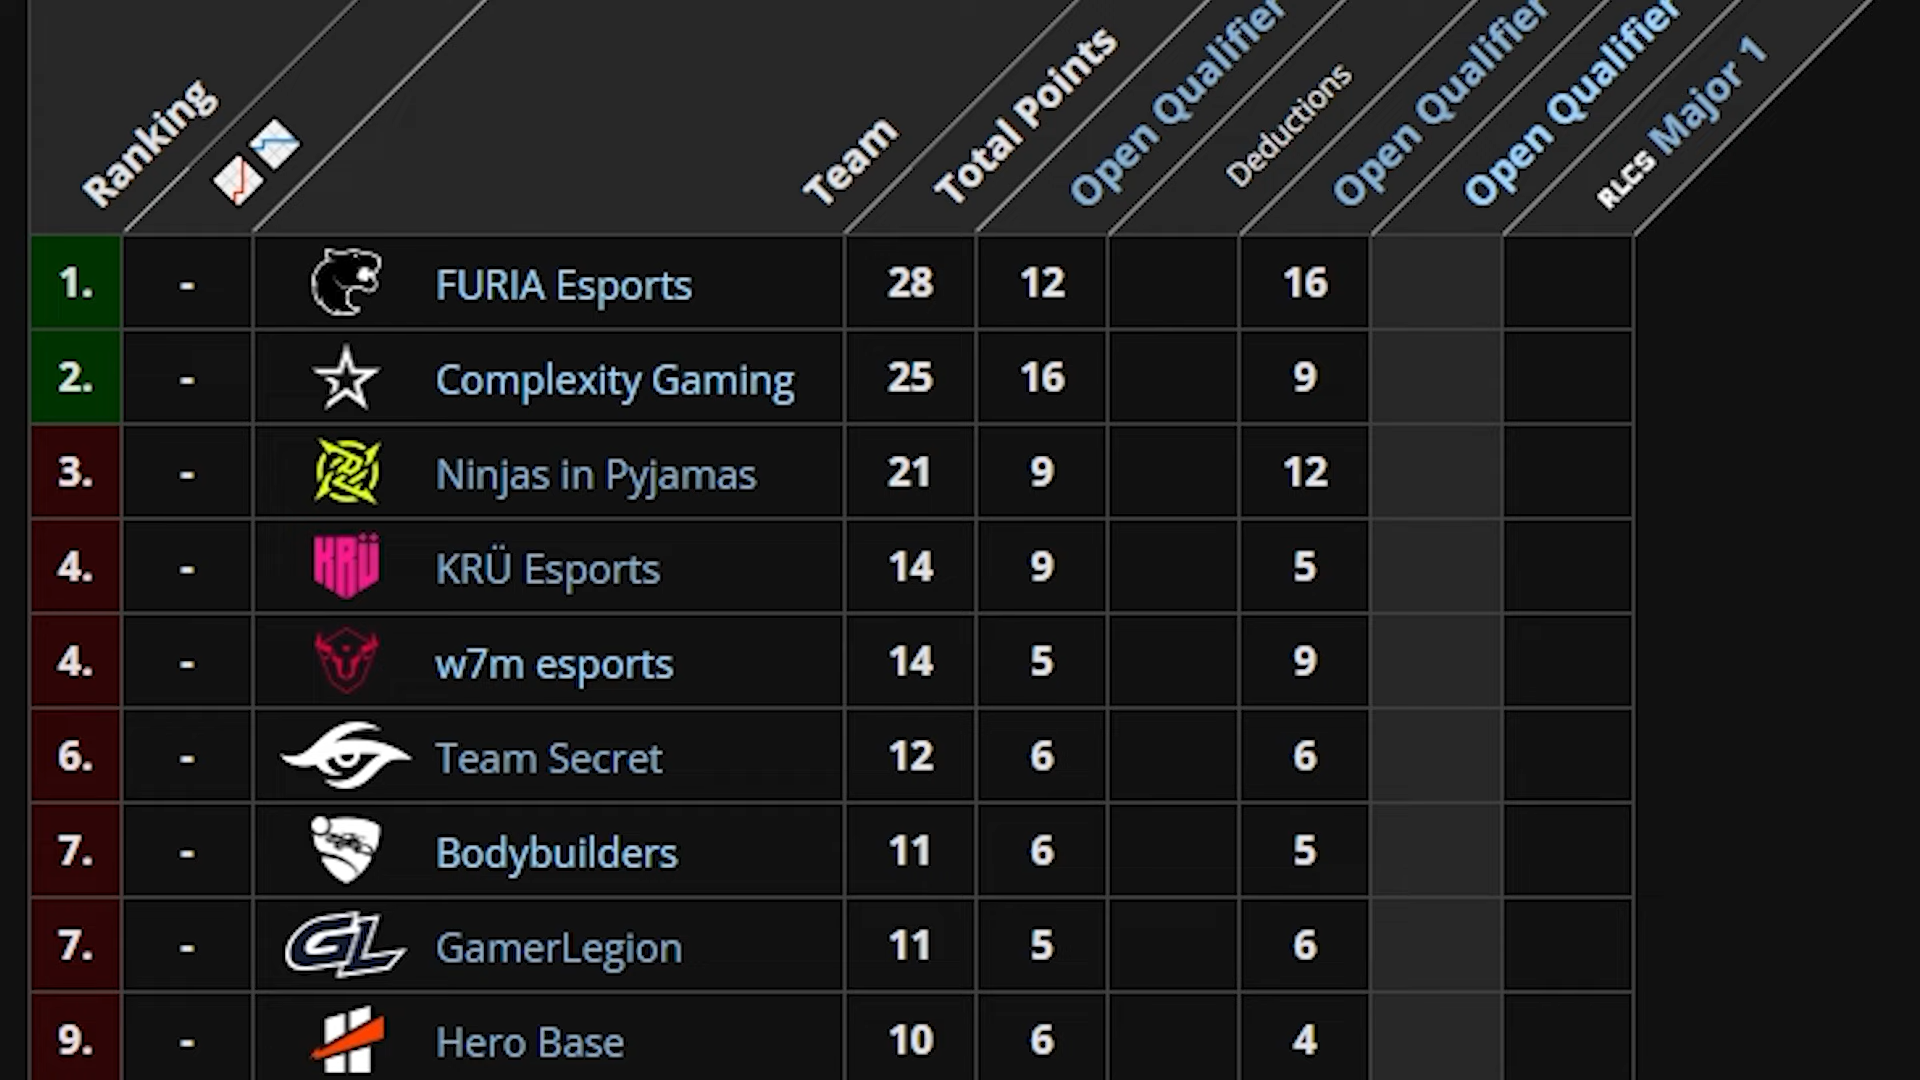 Ranking
Team
Total Points
Open Qualifier
Deductions
Open Qualifier
Open Qualifier
RLCS Major 1
1. - FURIA Esports 28 12 16
2. - Complexity Gaming 25 16 9
3. - Ninjas in Pyjamas 21 9 12
4. - KRÜ KRÜ Esports 14 9 5
4. - w7m esports 14 5 9
6. - Team Secret 12 6 6
7. - Bodybuilders 11 6 5
7. - GL GamerLegion 11 5 6
9. - Hero Base 10 6 4